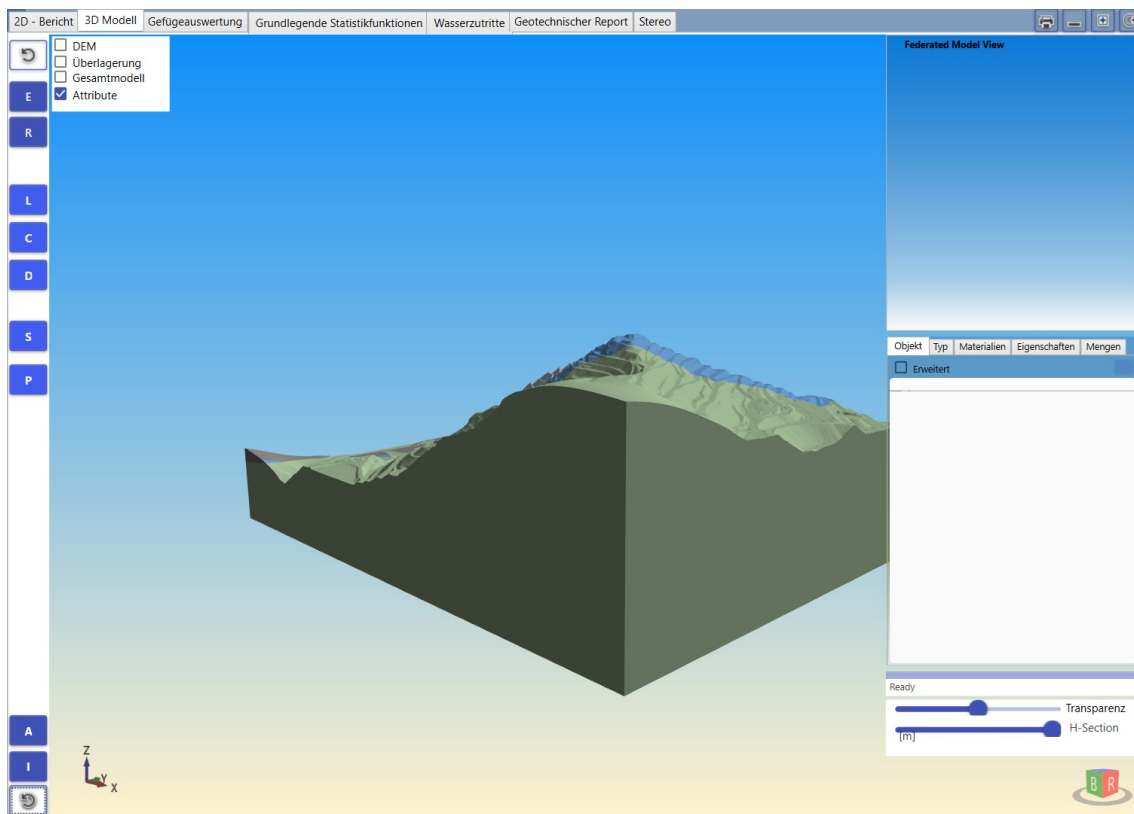 2D - Bericht 3D Modell Gefügeauswertung Grundlegende Statistikfunktionen Wasserzutritte Geotechnischer Report Stereo
DEM
Überlagerung
Gesamtmodell
Attribute
E
R
L
C
D
S
P
A
I
Z
Y
X
Federated Model View
Objekt Typ Materialien Eigenschaften Mengen
Erweitert
Ready
Transparenz
H-Section
[m]
B R